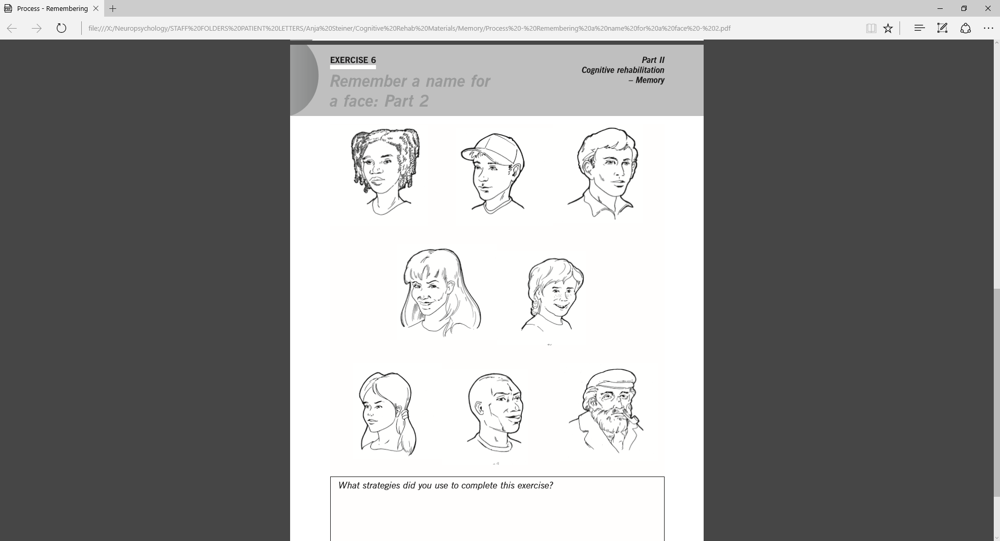 Process - Remembering
file:///X:/Neuropsychology/STAFF%20FOLDERS%20PATIENT%20LETTERS/Anja%20Steiner/Cognitive%20Rehab%20Materials/Memory/Process%20-%20Remembering%20a%20name%20for%20a%20face%20-%202.pdf
EXERCISE 6
Remember a name for
a face: Part 2
Part II
Cognitive rehabilitation
– Memory
What strategies did you use to complete this exercise?